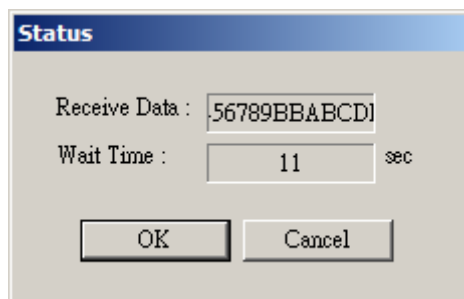 Status
Receive Data :
56789BBABCD
Wait Time :
11
sec
OK
Cancel